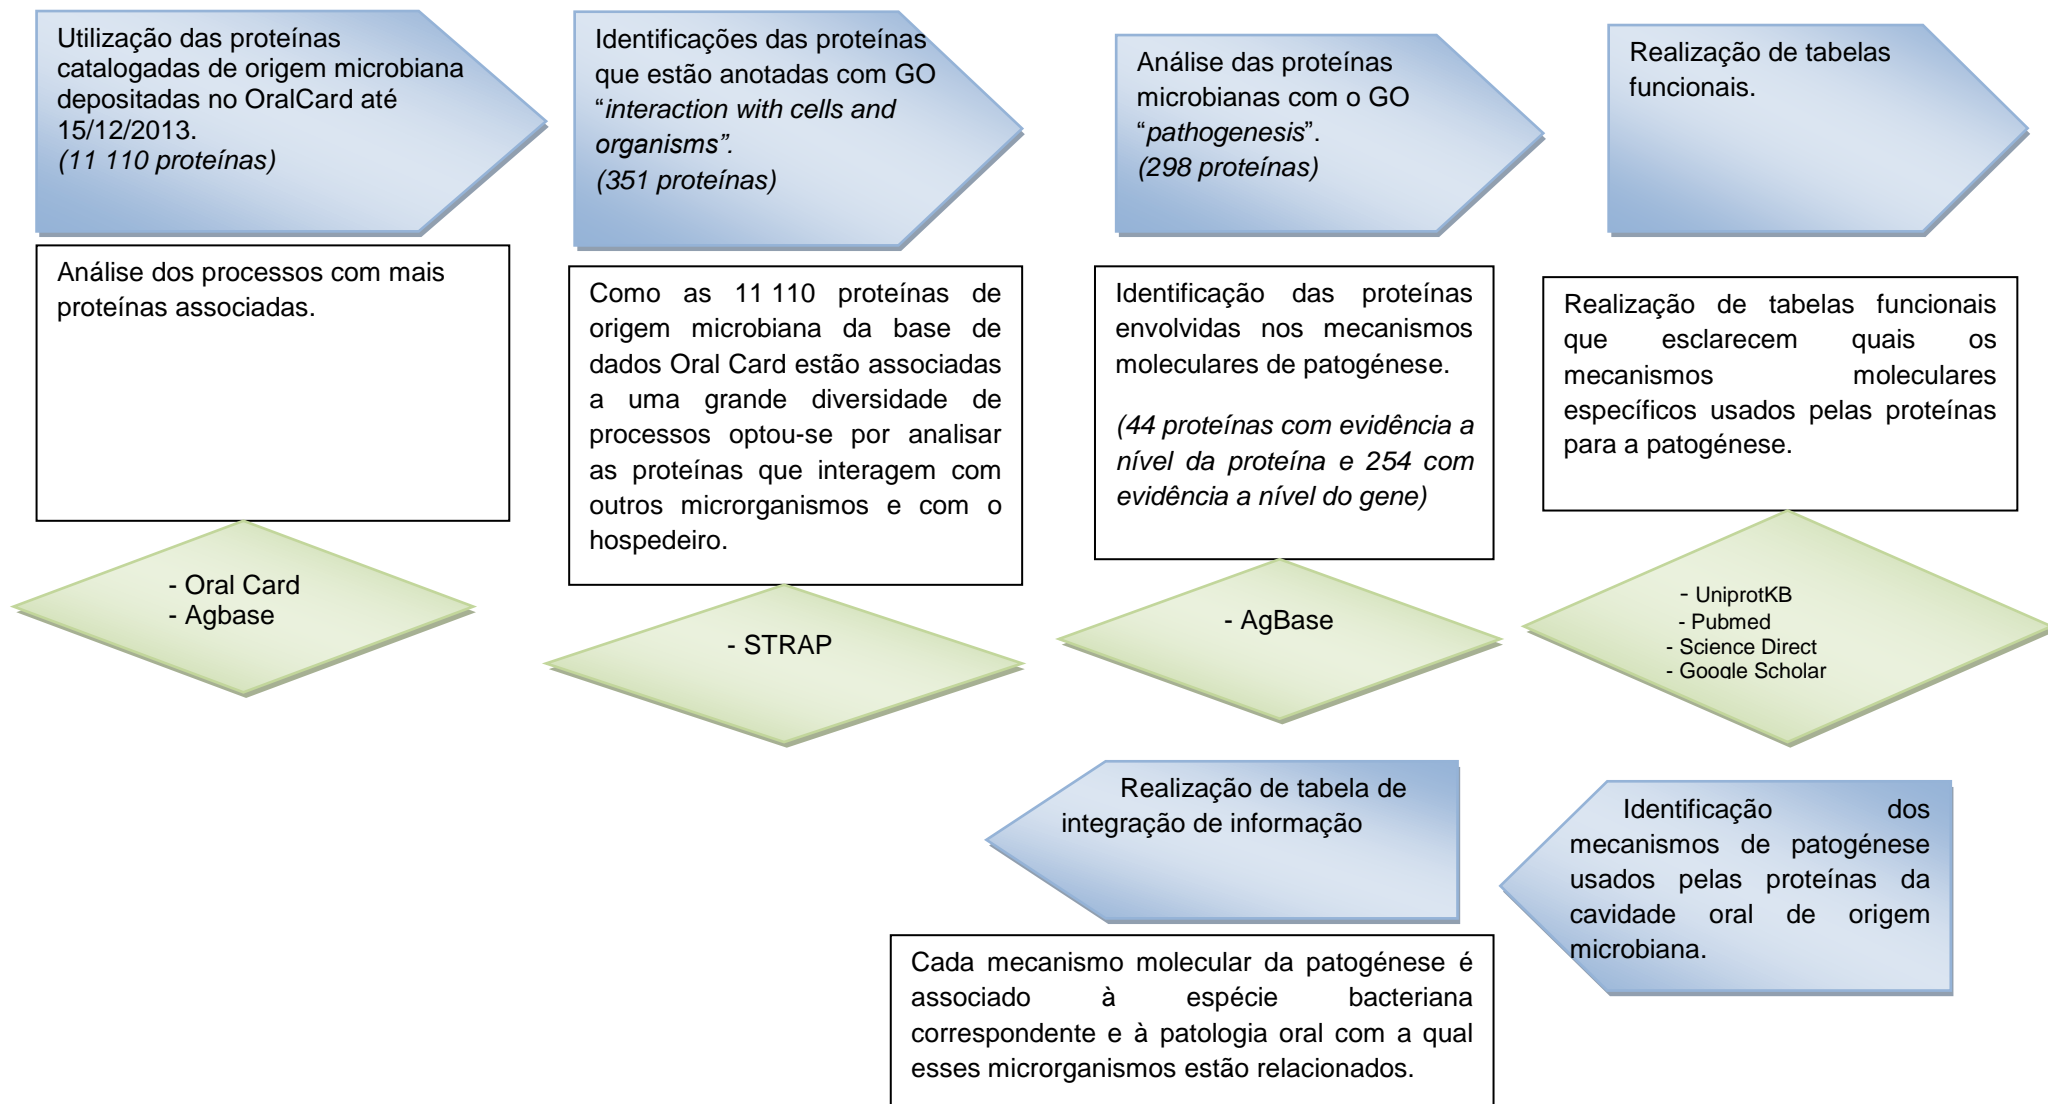 Utilização das proteínas
catalogadas de origem microbiana
depositadas no OralCard até
15/12/2013.
(11 110 proteínas)
Identificações das proteínas
que estão anotadas com GO
“interaction with cells and
organisms”.
(351 proteínas)
Análise das proteínas
microbianas com o GO
“pathogenesis”.
(298 proteínas)
Realização de tabelas
funcionais.
Análise dos processos com mais
proteínas associadas.
Como as 11 110 proteínas de
origem microbiana da base de
dados Oral Card estão associadas
a uma grande diversidade de
processos optou-se por analisar
as proteínas que interagem com
outros microrganismos e com o
hospedeiro.
Identificação das proteínas
envolvidas nos mecanismos
moleculares de patogénese.
(44 proteínas com evidência a
nível da proteína e 254 com
evidência a nível do gene)
Realização de tabelas funcionais
que esclarecem quais os
mecanismos moleculares
específicos usados pelas proteínas
para a patogénese.
- Oral Card
- Agbase
- STRAP
- AgBase
- UniprotKB
- Pubmed
- Science Direct
- Google Scholar
Realização de tabela de
integração de informação
Identificação dos
mecanismos de patogénese
usados pelas proteínas da
cavidade oral de origem
microbiana.
Cada mecanismo molecular da patogénese é
associado à espécie bacteriana
correspondente e à patologia oral com a qual
esses microrganismos estão relacionados.